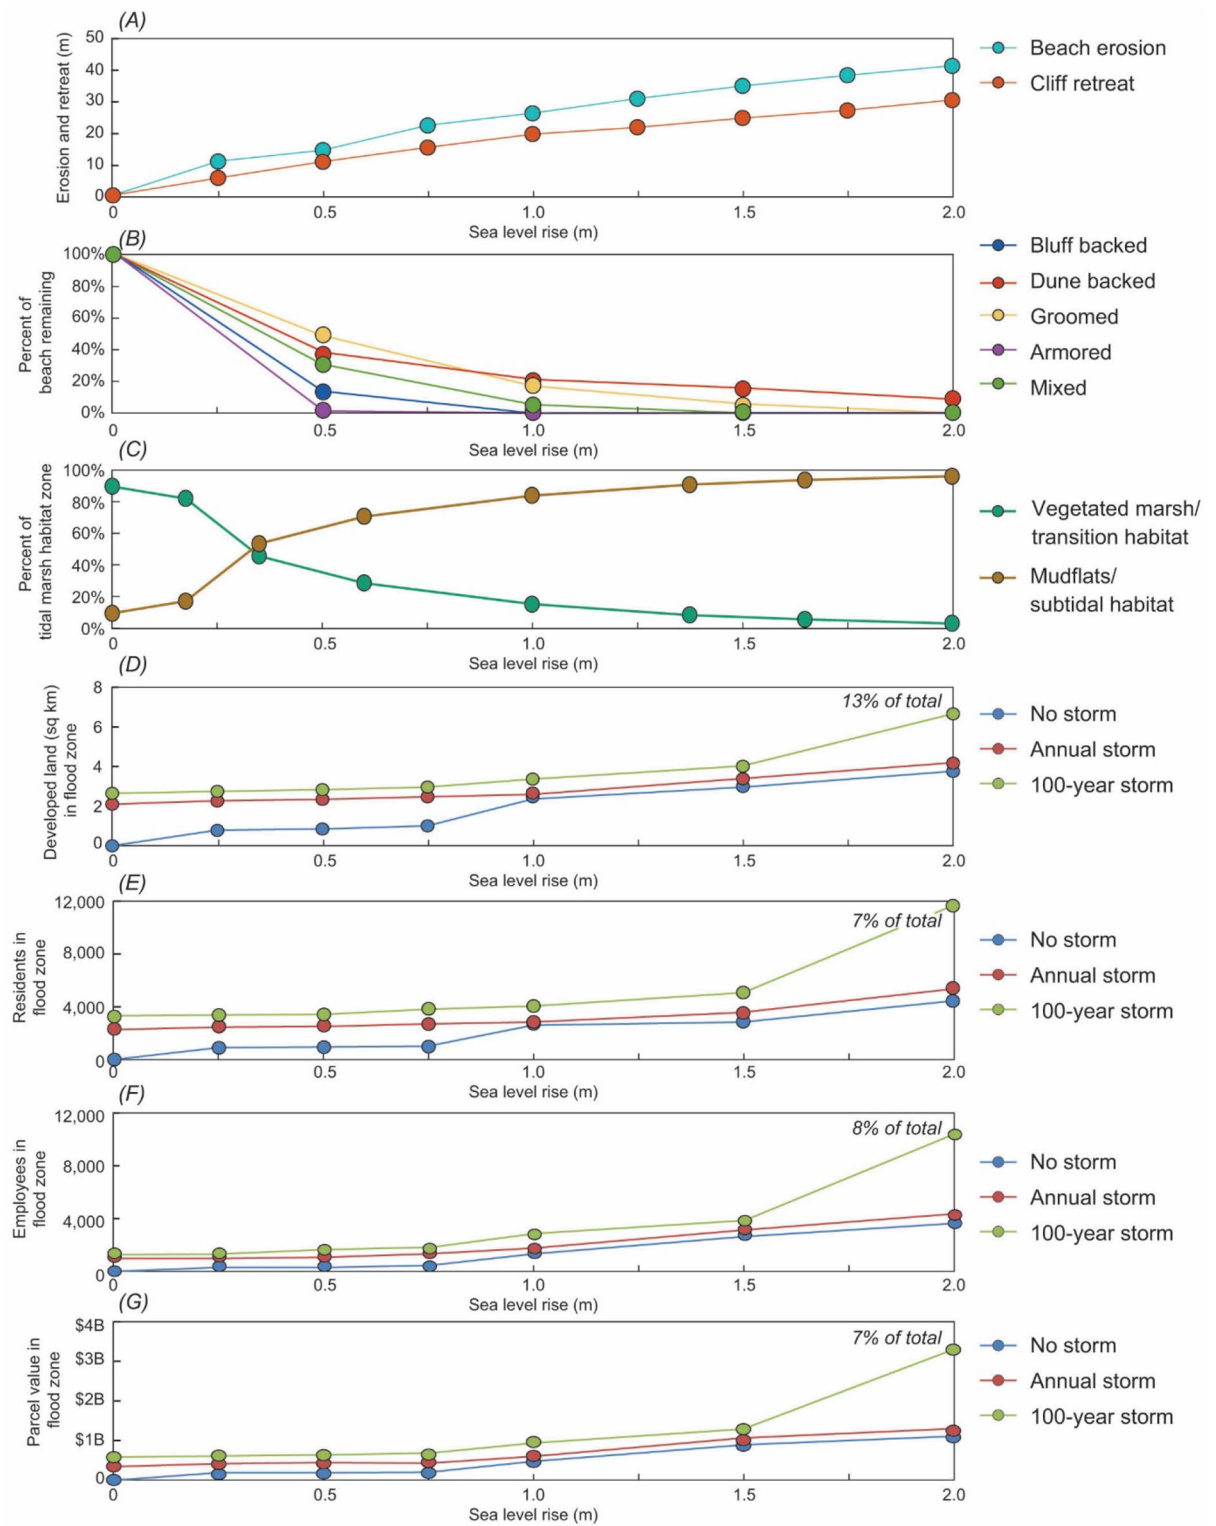 (A)
Erosion and retreat (m)
50
40
30
20
10
0
0 0.5 1.0 1.5 2.0
Sea level rise (m)
Beach erosion
Cliff retreat
(B)
Percent of
beach remaining
100%
80%
60%
40%
20%
0%
0 0.5 1.0 1.5 2.0
Sea level rise (m)
Bluff backed
Dune backed
Groomed
Armored
Mixed
(C)
Percent of
tidal marsh habitat zone
100%
80%
60%
40%
20%
0%
0 0.5 1.0 1.5 2.0
Sea level rise (m)
Vegetated marsh/
transition habitat
Mudflats/
subtidal habitat
(D)
Developed land (sq km)
in flood zone
8
6
4
2
0
0 0.5 1.0 1.5 2.0
Sea level rise (m)
13% of total
No storm
Annual storm
100-year storm
(E)
Residents in
flood zone
12,000
8,000
4,000
0
0 0.5 1.0 1.5 2.0
Sea level rise (m)
7% of total
No storm
Annual storm
100-year storm
(F)
Employees in
flood zone
12,000
8,000
4,000
0
0 0.5 1.0 1.5 2.0
Sea level rise (m)
8% of total
No storm
Annual storm
100-year storm
(G)
Parcel value in
flood zone
$4B
$3B
$2B
$1B
0
0 0.5 1.0 1.5 2.0
Sea level rise (m)
7% of total
No storm
Annual storm
100-year storm